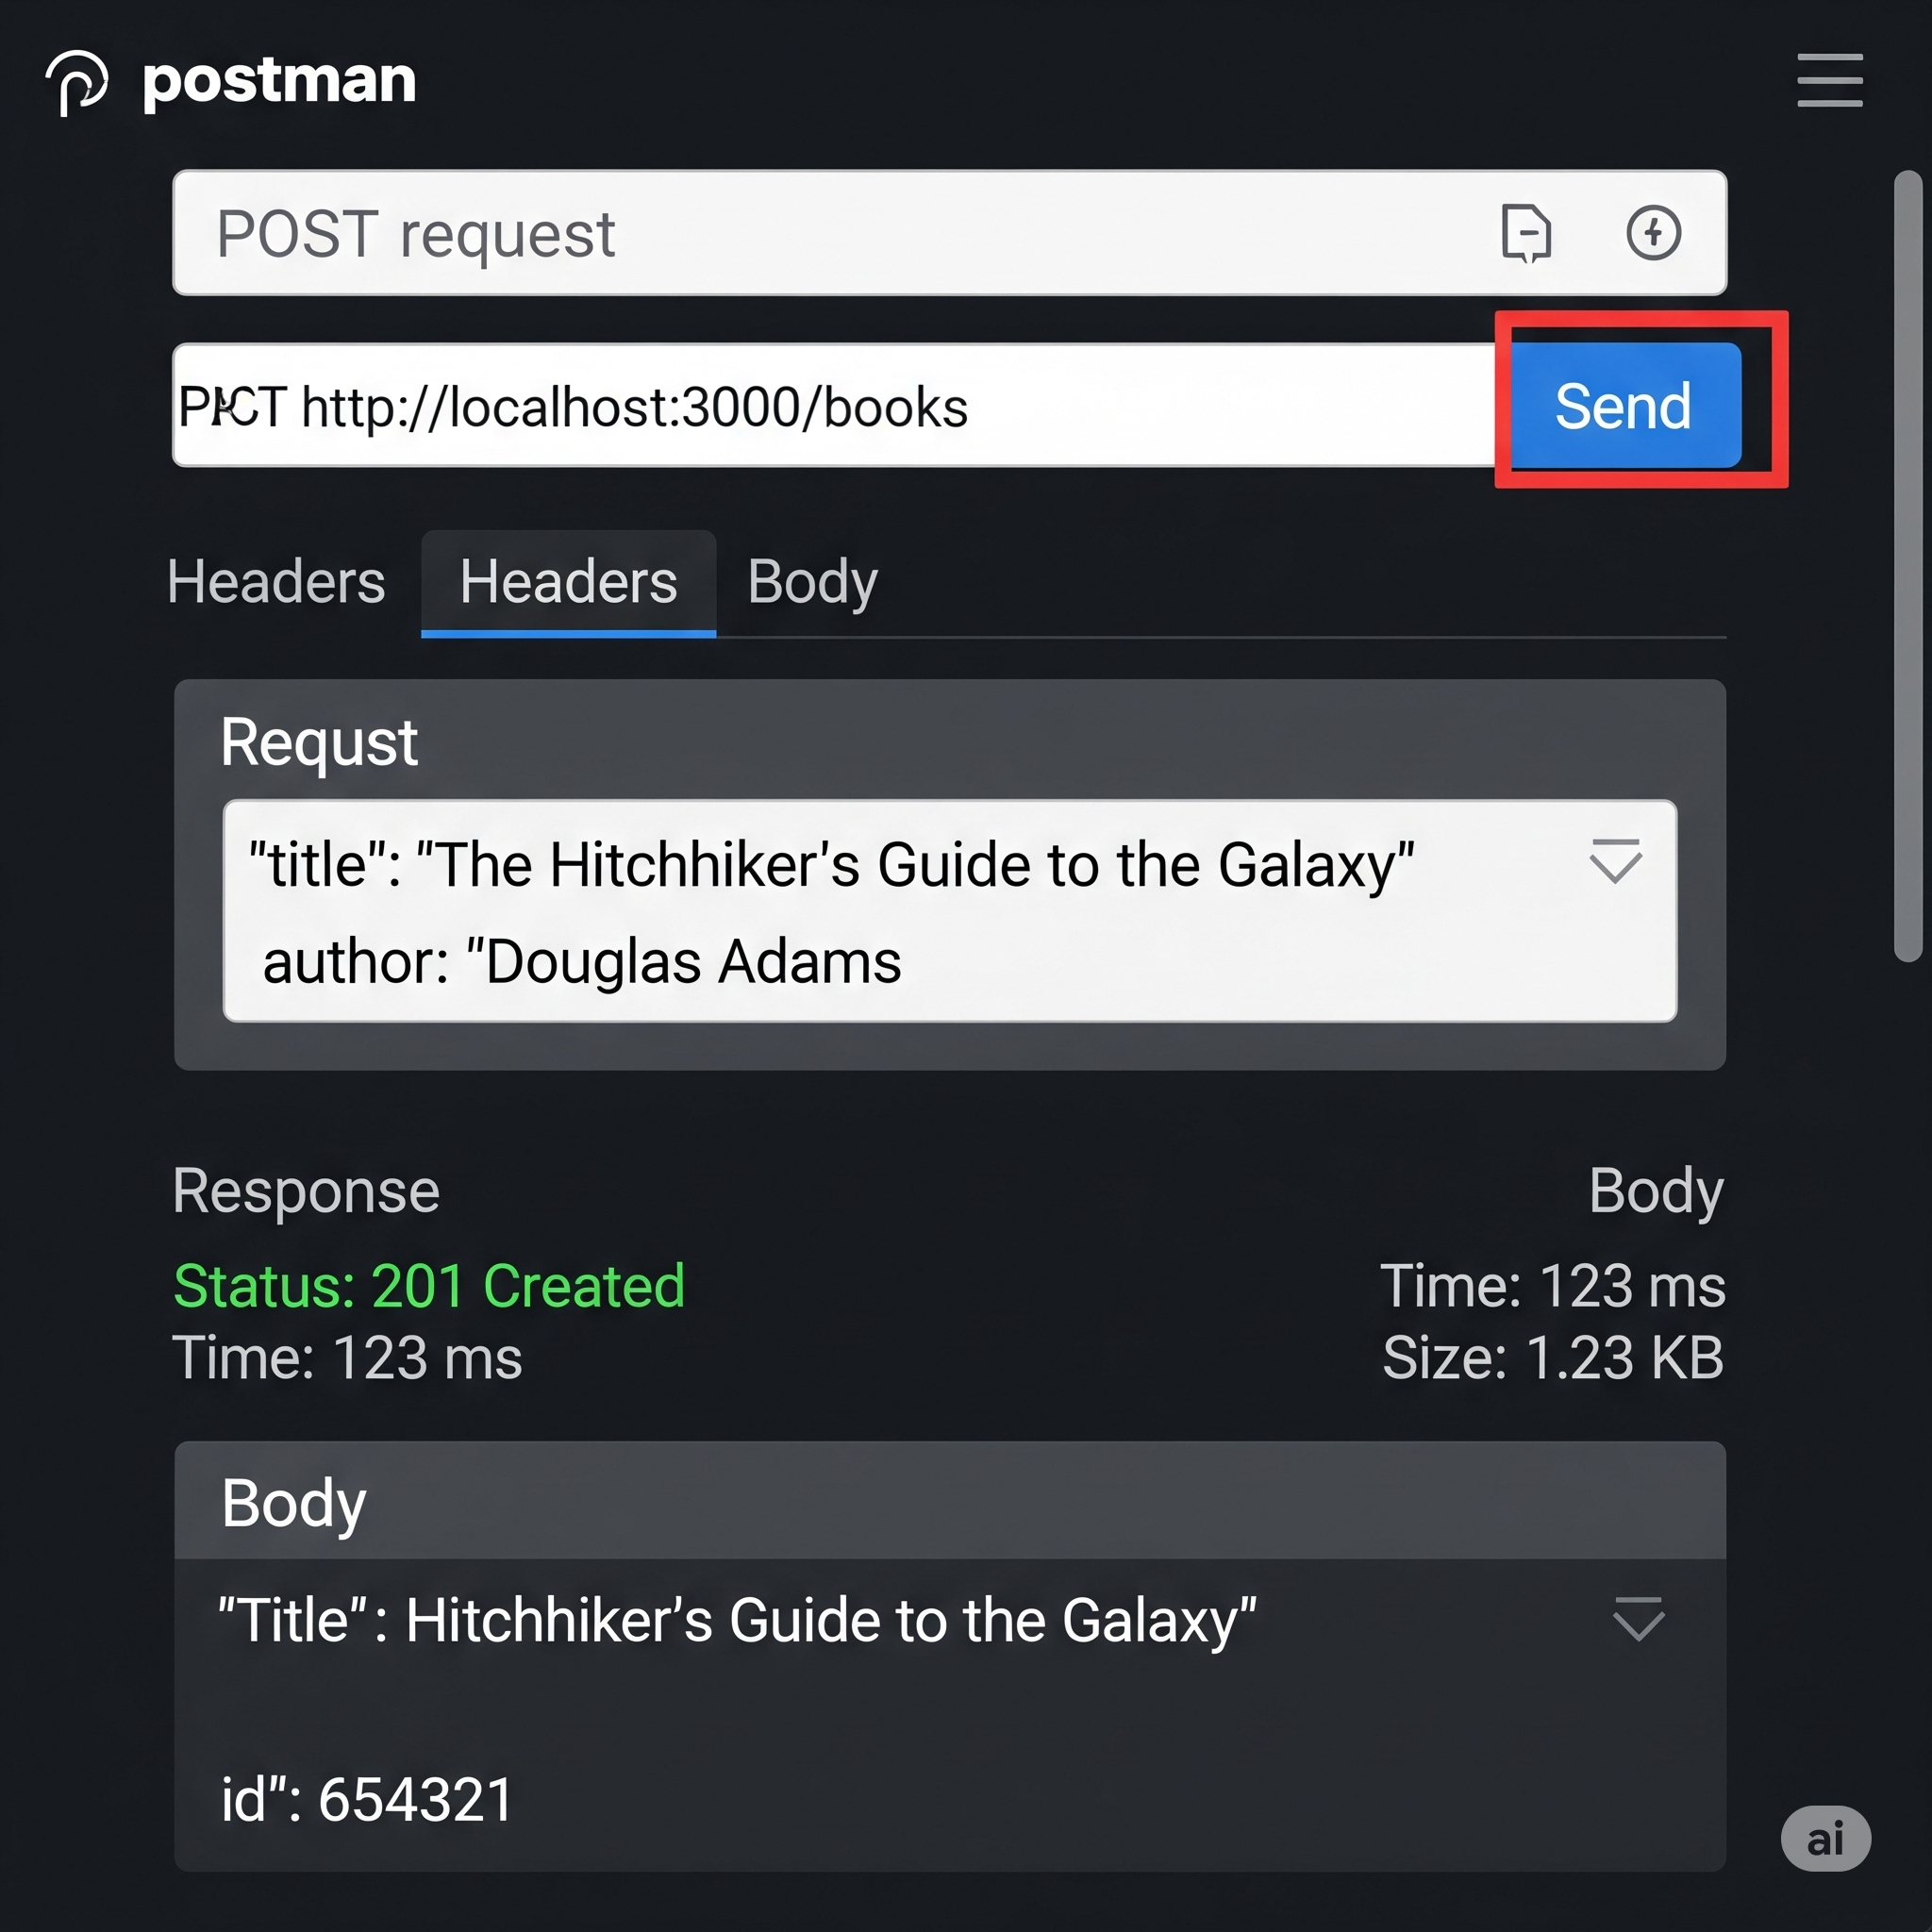 postman
POST request
http://localhost:3000/books
Send
Headers Headers Body
Requst
"title": "The Hitchhiker's Guide to the Galaxy"
author: "Douglas Adams
Response Body
Status: 201 Created Time: 123 ms
Time: 123 ms Size: 1.23 KB
Body
"Title": Hitchhiker's Guide to the Galaxy"
id": 654321
ai